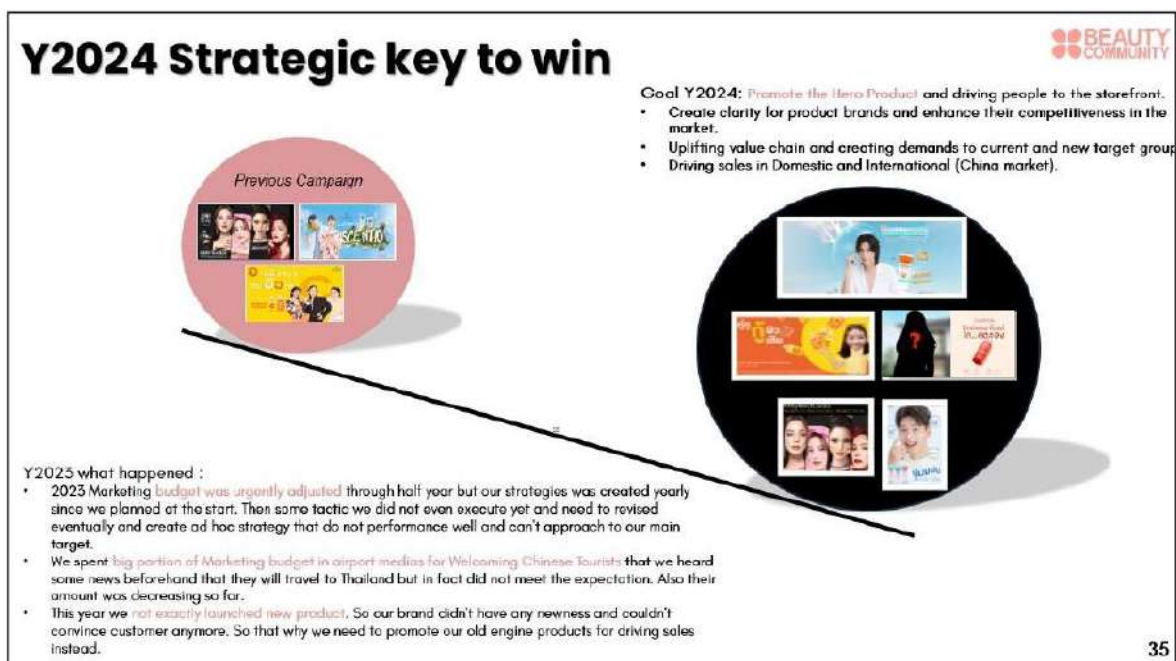 Y2024 Strategic key to win
BEAUTY
COMMUNITY
Goal Y2024: Promote the Hero Product and driving people to the storefront.
• Create clarity for product brands and enhance their competitiveness in the
market.
• Uplifting value chain and creating demands to current and new target group
• Driving sales in Domestic and International (China market).
Previous Campaign
SCENTIO
?
Y2023 what happened :
• 2023 Marketing budget was urgently adjusted through half year but our strategies was created yearly
since we planned at the start. Then some tactic we did not even execute yet and need to revised
eventually and create ad hoc strategy that do not performance well and can't approach to our main
target.
• We spent big portion of Marketing budget in airport medias for Welcoming Chinese Tourists that we heard
some news beforehand that they will travel to Thailand but in fact did not meet the expectation. Also their
amount was decreasing so far.
• This year we not exactly launched new product. So our brand didn't have any newness and couldn't
convince customer anymore. So that why we need to promote our old engine products for driving sales
instead.
35